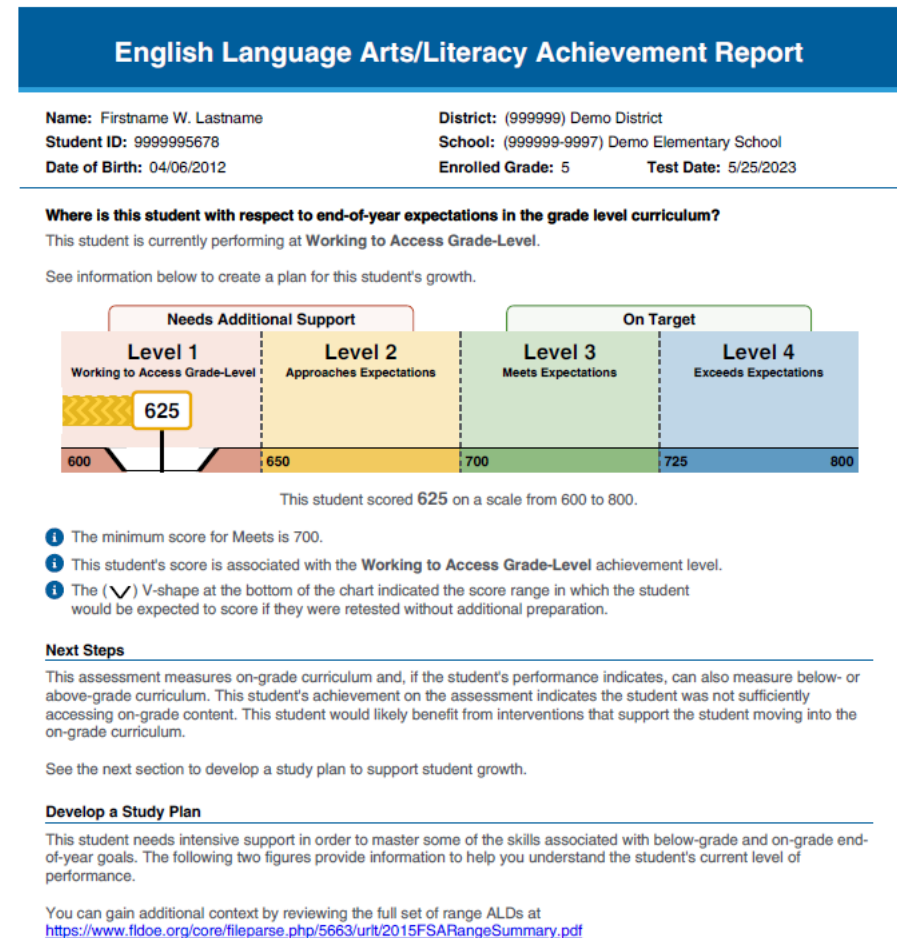 English Language Arts/Literacy Achievement Report
Name: Firstname W. Lastname
District: (999999) Demo District
Student ID: 9999995678
School: (999999-9997) Demo Elementary School
Date of Birth: 04/06/2012
Enrolled Grade: 5 Test Date: 5/25/2023
Where is this student with respect to end-of-year expectations in the grade level curriculum?
This student is currently performing at Working to Access Grade-Level.
See information below to create a plan for this student's growth.
Needs Additional Support
On Target
Level 1
Working to Access Grade-Level
Level 2
Approaches Expectations
Level 3
Meets Expectations
Level 4
Exceeds Expectations
625
600
650
700
725
800
This student scored 625 on a scale from 600 to 800.
i The minimum score for Meets is 700.
i This student's score is associated with the Working to Access Grade-Level achievement level.
i The ( ) V-shape at the bottom of the chart indicated the score range in which the student
would be expected to score if they were retested without additional preparation.
Next Steps
This assessment measures on-grade curriculum and, if the student's performance indicates, can also measure below- or
above-grade curriculum. This student's achievement on the assessment indicates the student was not sufficiently
accessing on-grade content. This student would likely benefit from interventions that support the student moving into the
on-grade curriculum.
See the next section to develop a study plan to support student growth.
Develop a Study Plan
This student needs intensive support in order to master some of the skills associated with below-grade and on-grade end-
of-year goals. The following two figures provide information to help you understand the student's current level of
performance.
You can gain additional context by reviewing the full set of range ALDs at
https://www.fldoe.org/core/fileparse.php/5663/urlt/2015FSARangeSummary.pdf